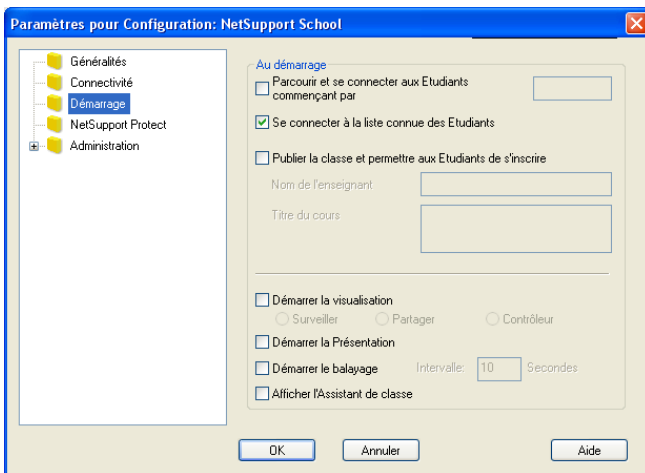 Paramètres pour Configuration: NetSupport School
Généralités
Connectivité
Démarrage
NetSupport Protect
Administration
Au démarrage
Parcourir et se connecter aux Etudiants
commençant par
Se connecter à la liste connue des Etudiants
Publier la classe et permettre aux Etudiants de s'inscrire
Nom de l'enseignant
Titre du cours
Démarrer la visualisation
Surveiller Partager Contrôleur
Démarrer la Présentation
Démarrer le balayage Intervalle: 10 Secondes
Afficher l'Assistant de classe
OK Annuler Aide